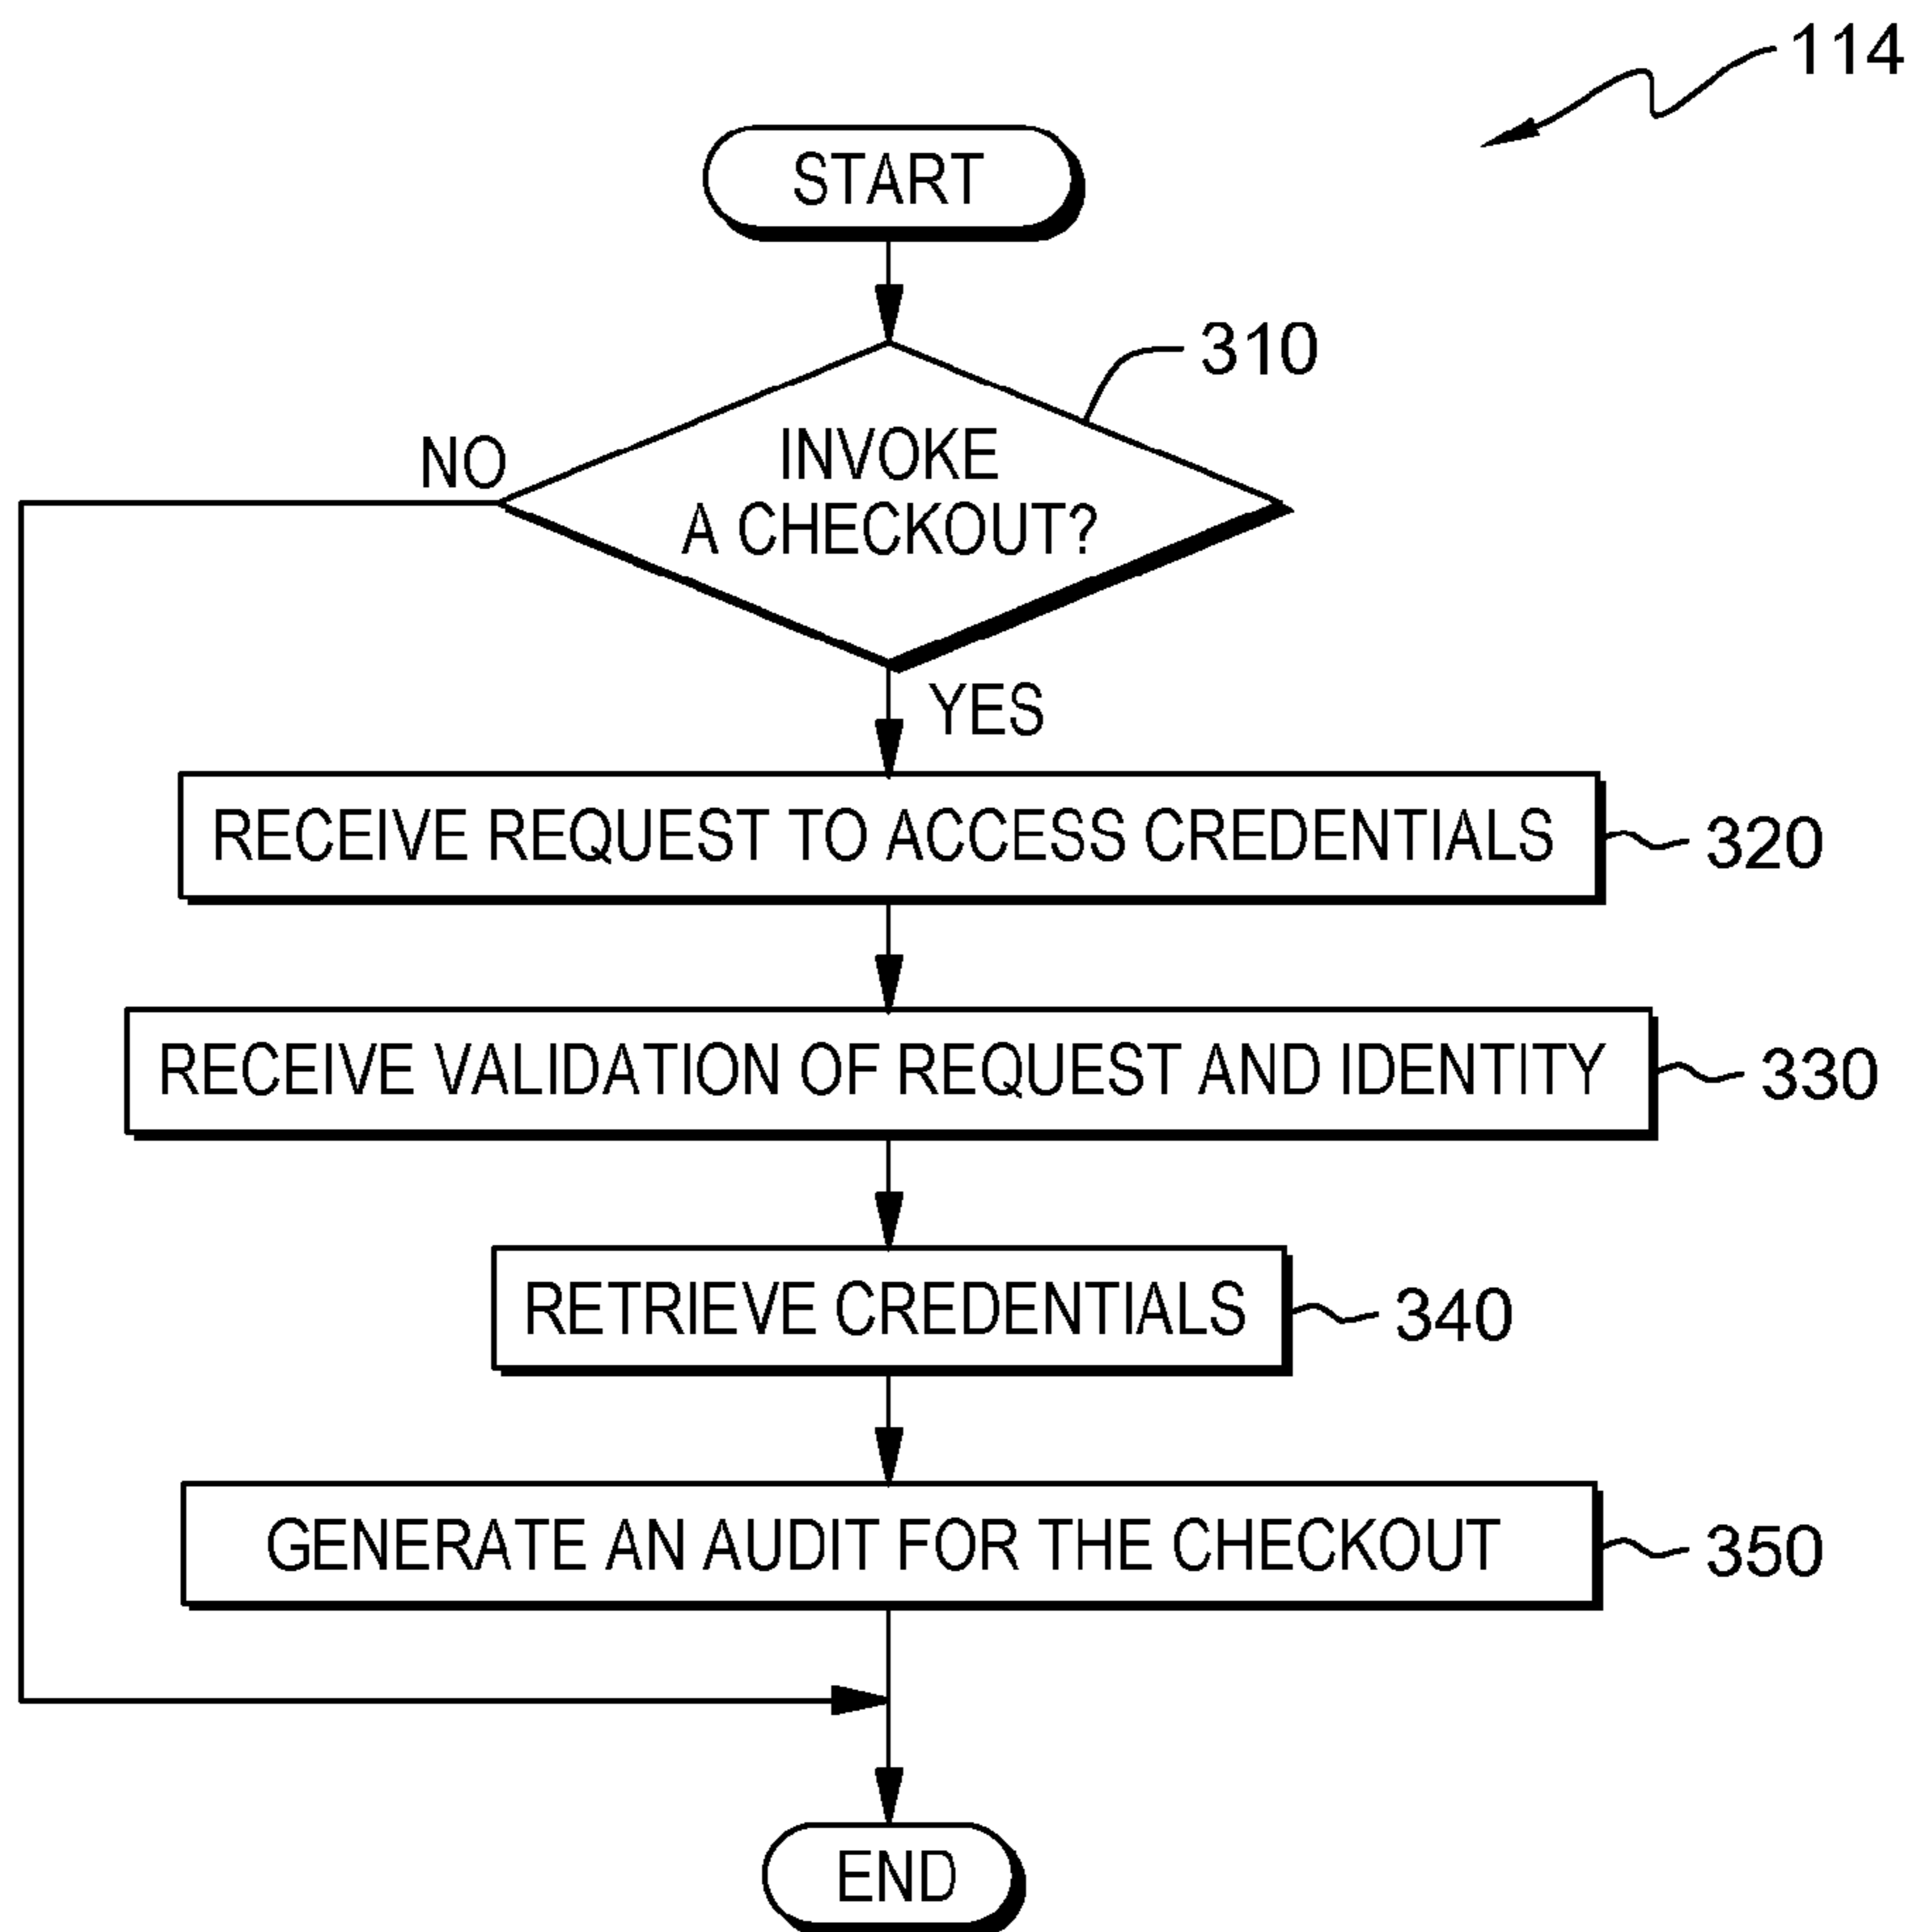 114
START
310
INVOKE
A CHECKOUT?
NO
YES
RECEIVE REQUEST TO ACCESS CREDENTIALS
320
RECEIVE VALIDATION OF REQUEST AND IDENTITY
330
RETRIEVE CREDENTIALS
340
GENERATE AN AUDIT FOR THE CHECKOUT
350
END